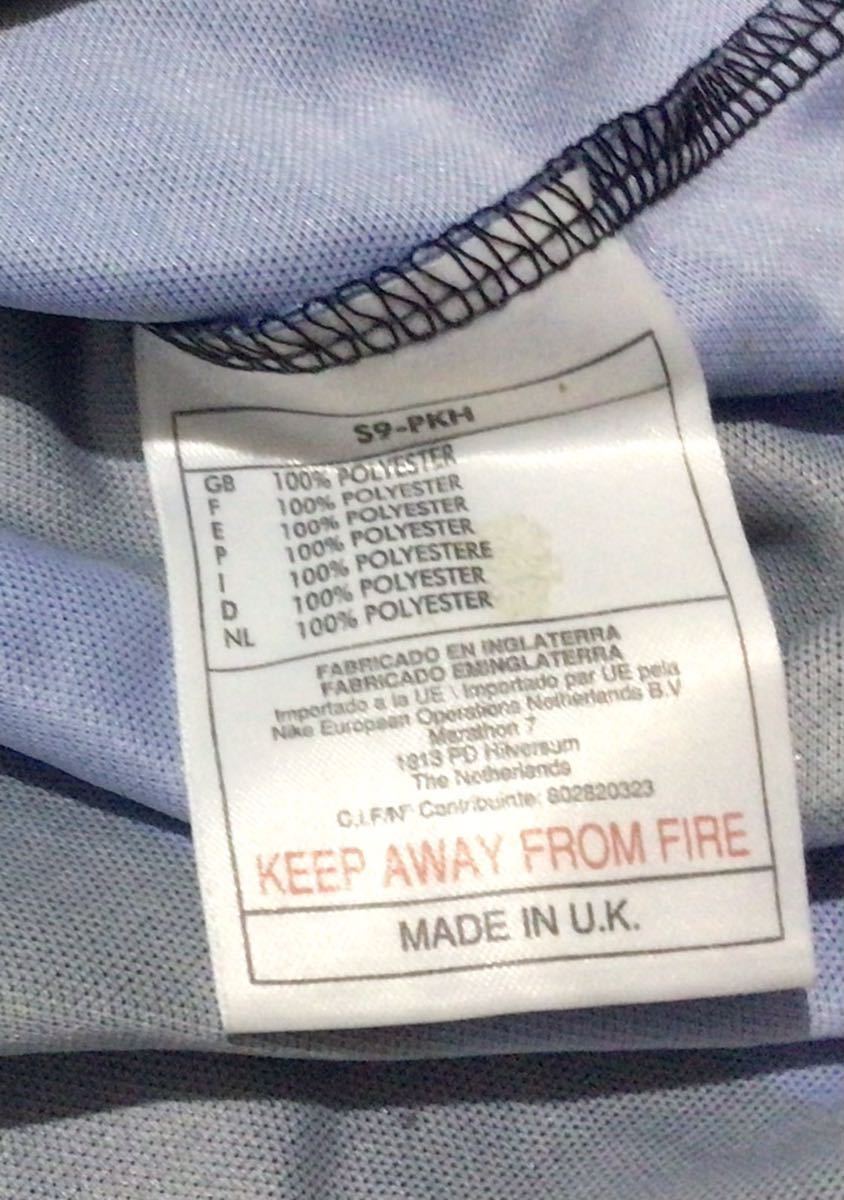 S9-PKH
GB 100% POLYESTER
F 100% POLYESTER
E 100% POLYESTER
P 100% POLYESTER
I 100% POLYESTERE
D 100% POLYESTER
NL 100% POLYESTER
FABRICADO EN INGLATERRA
FABRICADO EMINGLATERRA
Importado a la UE \ Importado par UE pela
Nike European Operations Netherlands B.V
Marathon 7
1213 PD Hilversum
The Netherlands
C.I.F/N° Contribuinte: 802820323
KEEP AWAY FROM FIRE
MADE IN U.K.